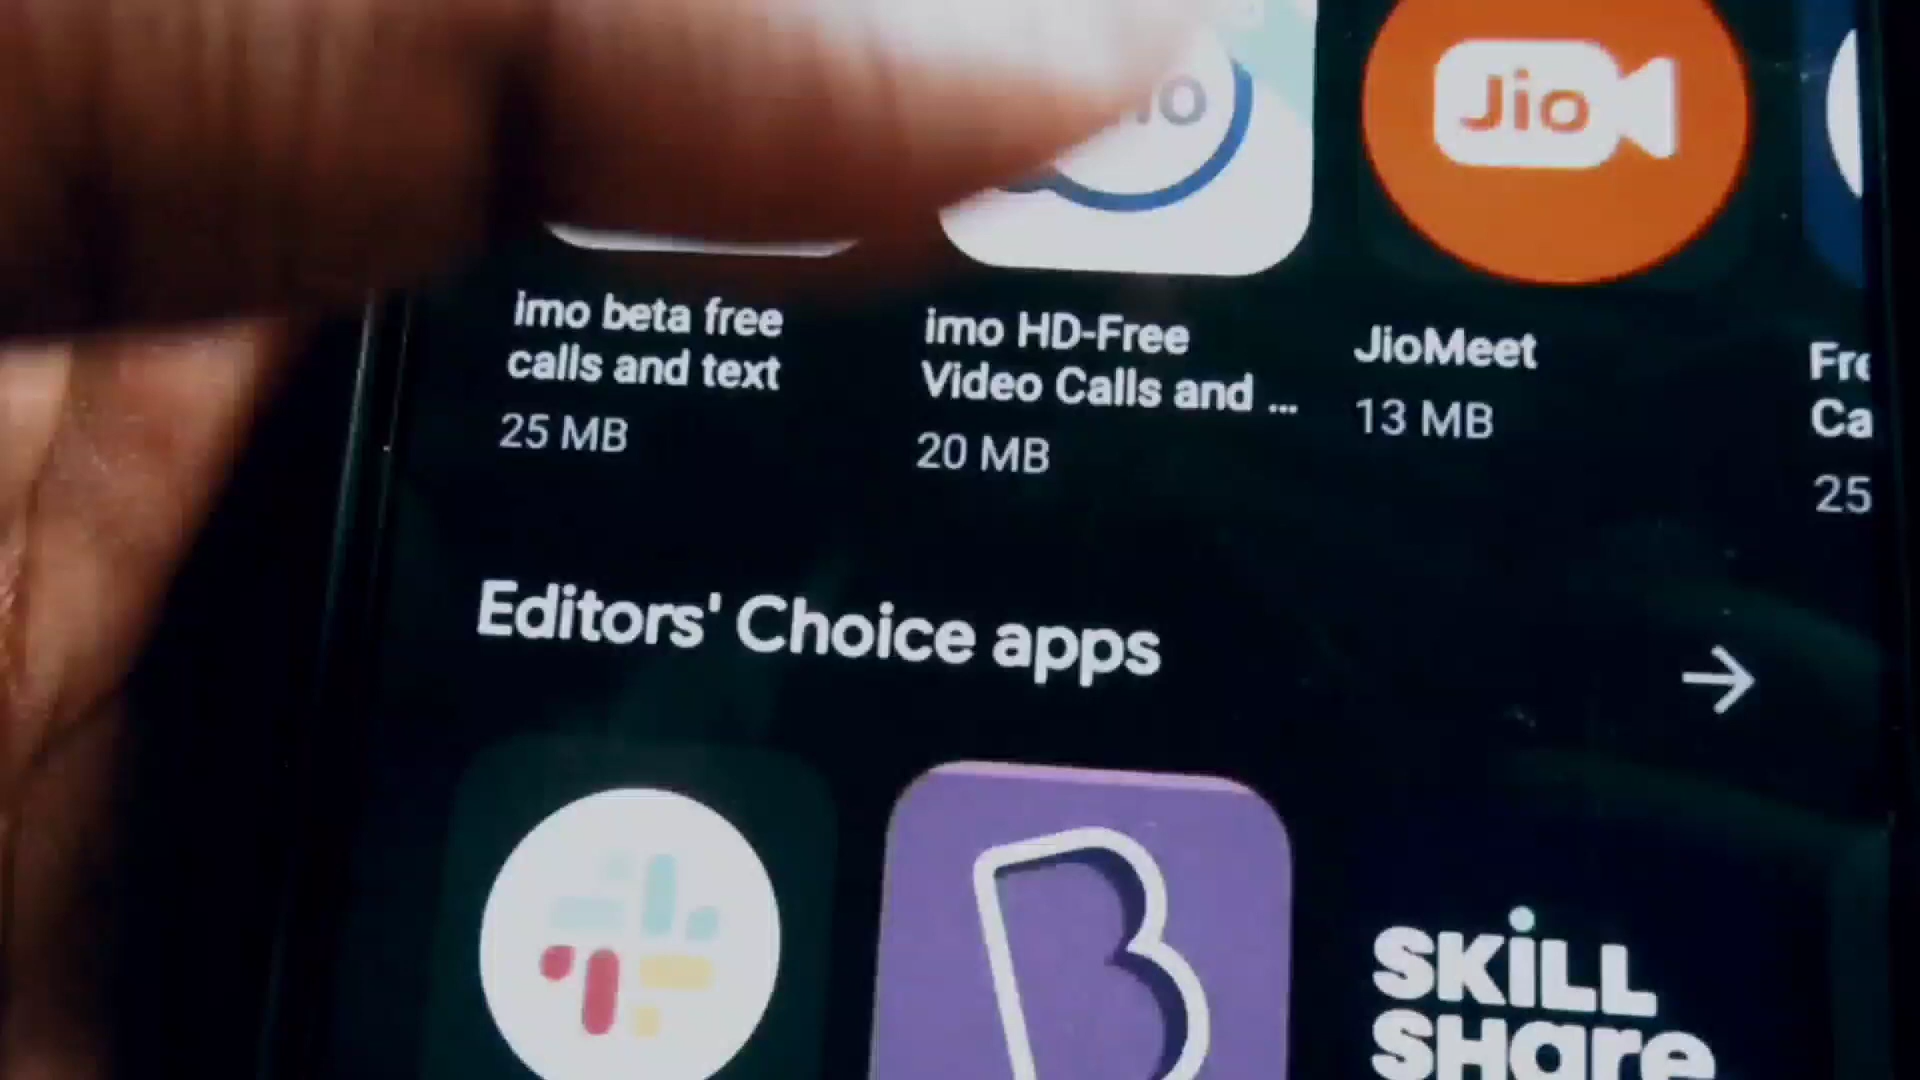 Jio
imo beta free
calls and text
25 MB
imo HD-Free
Video Calls and ...
20 MB
JioMeet
13 MB
25
Editors' Choice apps
B
SKiLL
SHare